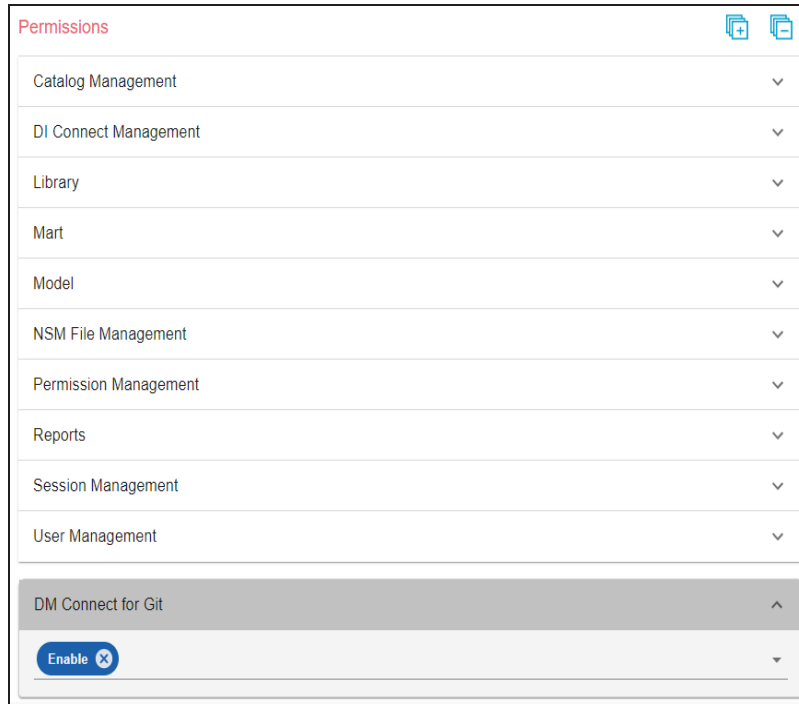 Permissions
Catalog Management
DI Connect Management
Library
Mart
Model
NSM File Management
Permission Management
Reports
Session Management
User Management
DM Connect for Git
Enable